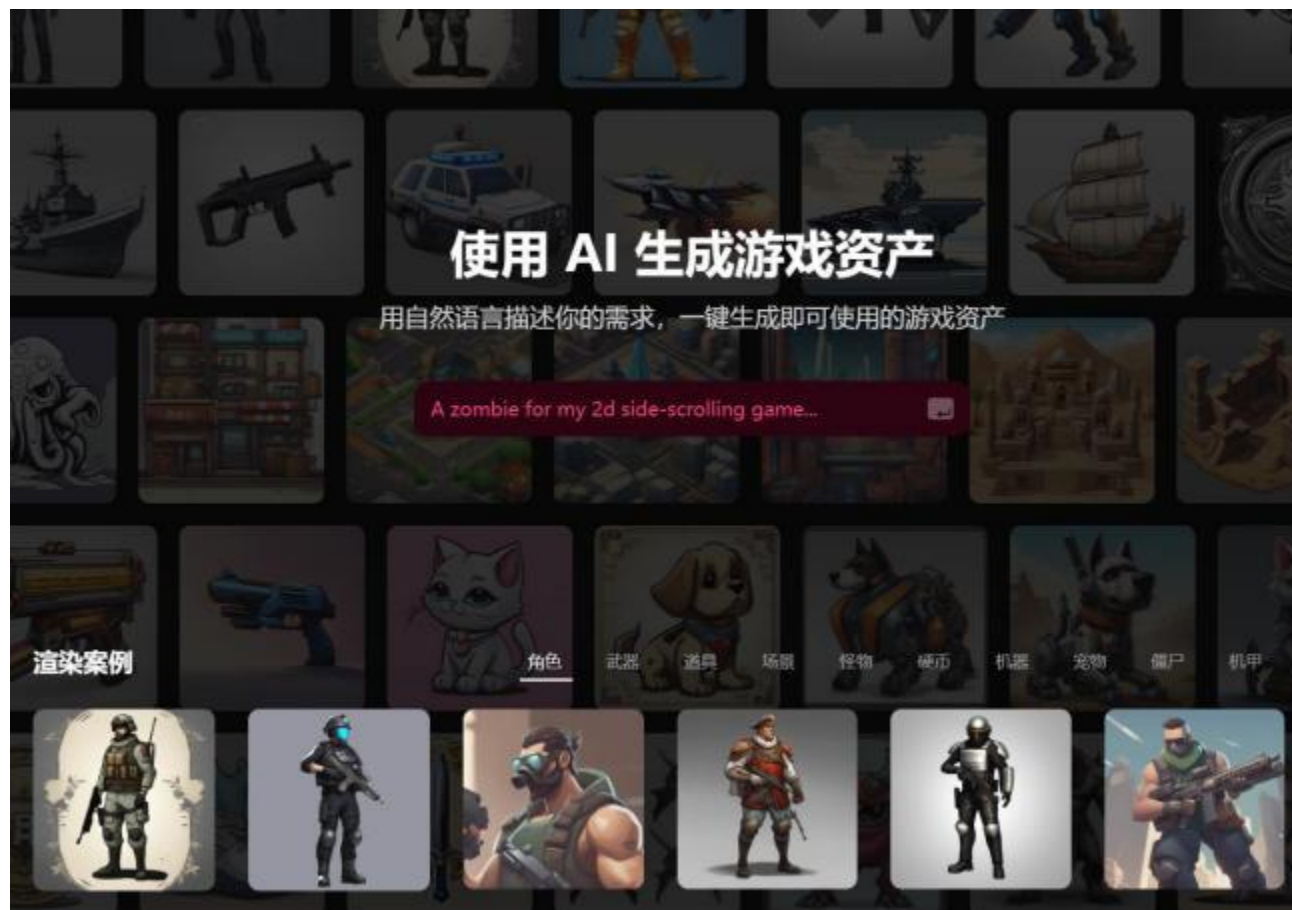 使用 AI 生成游戏资产
用自然语言描述你的需求，一键生成即可使用的游戏资产
A zombie for my 2d side-scrolling game...
渲染案例 角色 武器 道具 场景 怪物 硬币 机器 宠物 僵尸 机甲